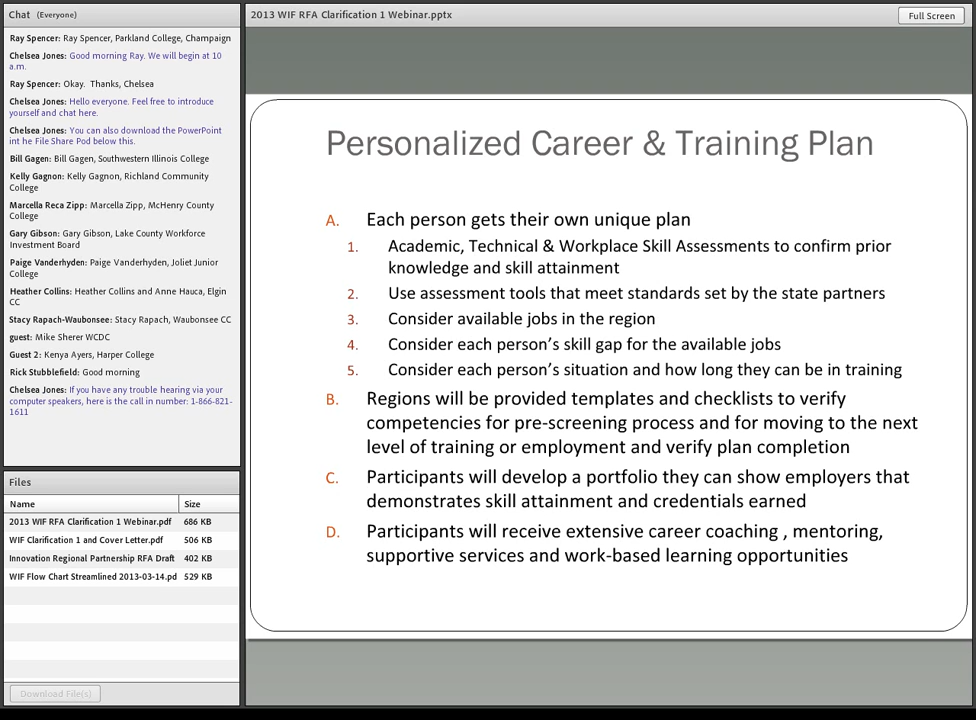 Chat (Everyone)
Ray Spencer: Ray Spencer, Parkland College, Champaign
Chelsea Jones: Good morning Ray. We will begin at 10
a.m.
Ray Spencer: Okay. Thanks, Chelsea
Chelsea Jones: Hello everyone. Feel free to introduce
yourself and chat here.
Chelsea Jones: You can also download the PowerPoint
int he File Share Pod below this.
Bill Gagen: Bill Gagen, Southwestern Illinois College
Kelly Gagnon: Kelly Gagnon, Richland Community
College
Marcella Reca Zipp: Marcella Zipp, McHenry County
College
Gary Gibson: Gary Gibson, Lake County Workforce
Investment Board
Paige Vanderhyden: Paige Vanderhyden, Joliet Junior
College
Heather Collins: Heather Collins and Anne Hauca, Elgin
CC
Stacy Rapach-Waubonsee: Stacy Rapach, Waubonsee CC
guest: Mike Sherer WCDC
Guest 2: Kenya Ayers, Harper College
Rick Stubblefield: Good morning
Chelsea Jones: If you have any trouble hearing via your
computer speakers, here is the call in number: 1-866-821-
1611
Files
Name Size
2013 WIF RFA Clarification 1 Webinar.pdf 686 KB
WIF Clarification 1 and Cover Letter.pdf 506 KB
Innovation Regional Partnership RFA Draft 402 KB
WIF Flow Chart Streamlined 2013-03-14.pd 529 KB
Download File(s)
2013 WIF RFA Clarification 1 Webinar.pptx
Full Screen
Personalized Career & Training Plan
A. Each person gets their own unique plan
1. Academic, Technical & Workplace Skill Assessments to confirm prior
knowledge and skill attainment
2. Use assessment tools that meet standards set by the state partners
3. Consider available jobs in the region
4. Consider each person's skill gap for the available jobs
5. Consider each person's situation and how long they can be in training
B. Regions will be provided templates and checklists to verify
competencies for pre-screening process and for moving to the next
level of training or employment and verify plan completion
C. Participants will develop a portfolio they can show employers that
demonstrates skill attainment and credentials earned
D. Participants will receive extensive career coaching , mentoring,
supportive services and work-based learning opportunities